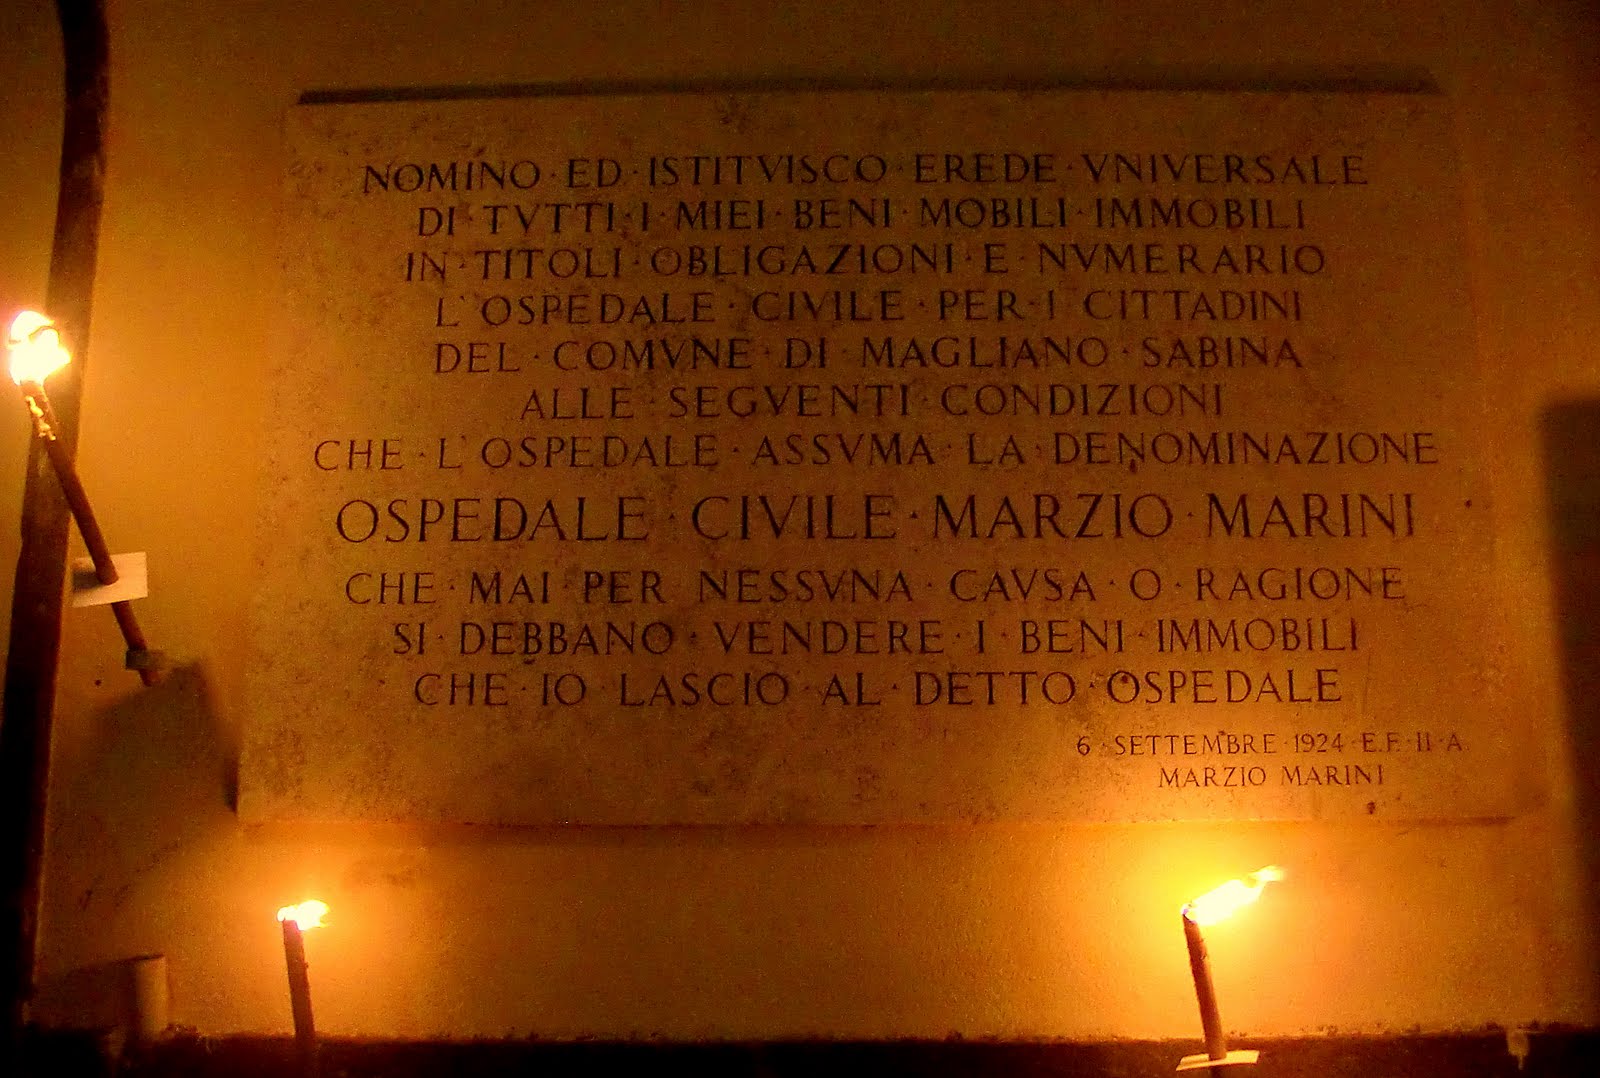 NOMINO·ED·ISTITVISCO·EREDE·VNIVERSALE
DI·TVTTI·I·MIEI·BENI·MOBILI·IMMOBILI
IN·TITOLI·OBLIGAZIONI·E·NVMERARIO
L'OSPEDALE·CIVILE·PER·I·CITTADINI
DEL·COMVNE·DI·MAGLIANO·SABINA
ALLE·SEGVENTI·CONDIZIONI
CHE·L'OSPEDALE·ASSVMA·LA·DENOMINAZIONE
OSPEDALE·CIVILE·MARZIO·MARINI
CHE·MAI·PER·NESSVNA·CAVSA·O·RAGIONE
SI·DEBBANO·VENDERE·I·BENI·IMMOBILI
CHE·IO·LASCIO·AL·DETTO·OSPEDALE
6·SETTEMBRE·1924·E.F.·II·A.
MARZIO MARINI